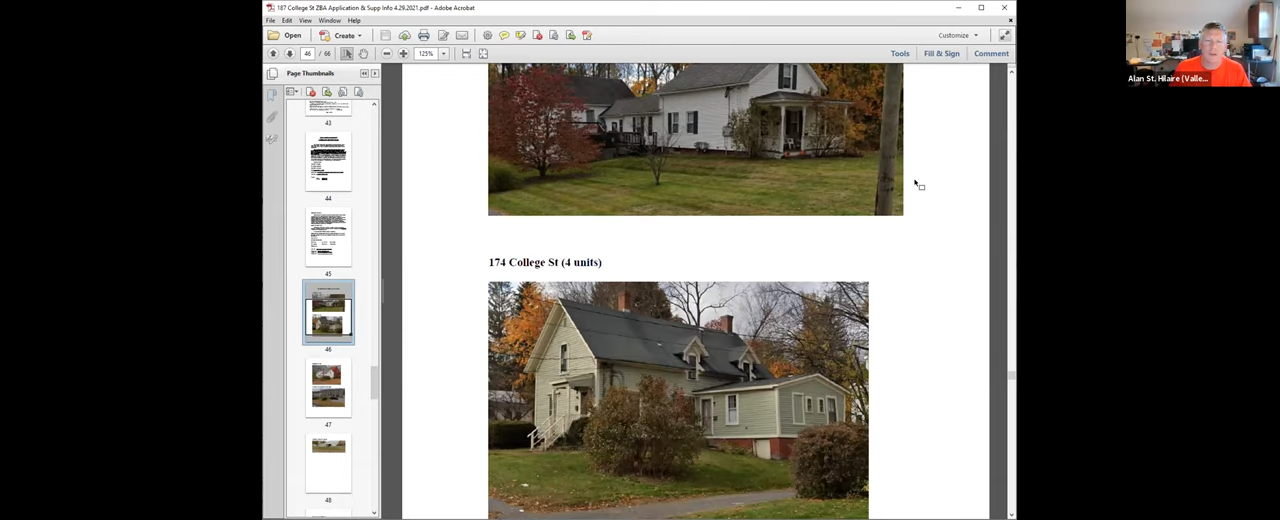 187 College St ZBA Application & Supp Info 4.29.2021.pdf - Adobe Acrobat
File Edit View Window Help
Open Create Customize
46 / 66 125% Tools Fill & Sign Comment
Page Thumbnails
43
44
45
46
47
48
174 College St (4 units)
Alan St. Hilaire (Valle...